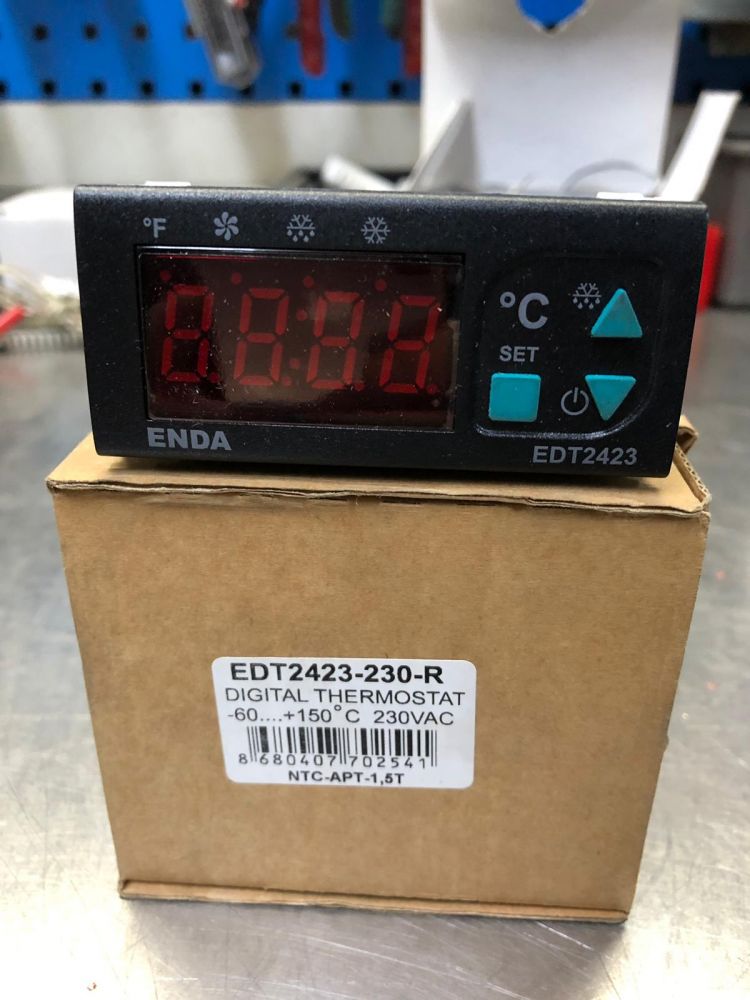 °F
°C
SET
ENDA
EDT2423
EDT2423-230-R
DIGITAL THERMOSTAT
-60....+150°C 230VAC
8 680407 702541
NTC-APT-1,5T